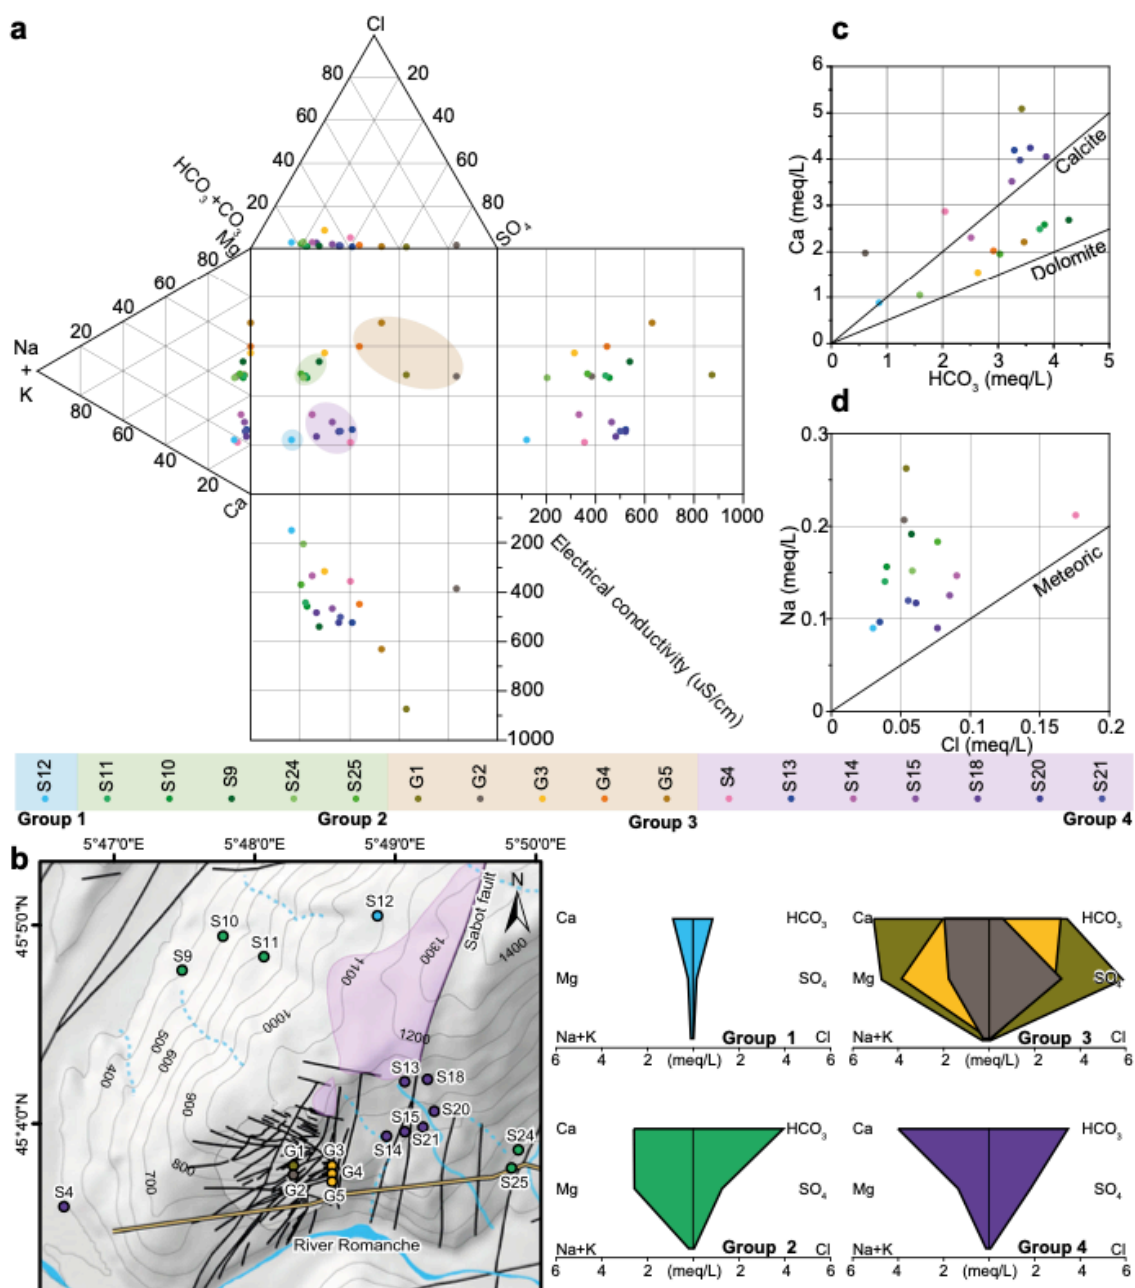 a
Cl
80 20
60 40
40 60
20 80
HCO3+CO3
SO4
Mg
80
60
40
20
Na
+
K
80
60
40
20
Ca
200 400 600 800 1000
200
400
600
800
1000
Electrical conductivity (uS/cm)
c
6
5
4
3
2
1
0
Ca (meq/L)
Calcite
Dolomite
0 1 2 3 4 5
HCO3 (meq/L)
d
0.3
0.2
0.1
0
Na (meq/L)
Meteoric
0 0.05 0.1 0.15 0.2
Cl (meq/L)
S12 S11 S10 S9 S24 S25 G1 G2 G3 G4 G5 S4 S13 S14 S15 S18 S20 S21
Group 1 Group 2 Group 3 Group 4
b
5°47'0"E 5°48'0"E 5°49'0"E 5°50'0"E
45°5'0"N
45°4'0"N
N
S12
Sabot fault
S10
S11
S9
1400
1300
1100
1000
1200
500
600
400
900
800
700
S13
S18
S20
S15
S21
S14
S24
S25
G1
G3
G4
G2
G5
S4
River Romanche
Ca HCO3
Mg SO4
Na+K Group 1 Cl
6 4 2 (meq/L) 2 4 6
Ca HCO3
Mg SO4
Na+K Group 3 Cl
6 4 2 (meq/L) 2 4 6
Ca HCO3
Mg SO4
Na+K Group 2 Cl
6 4 2 (meq/L) 2 4 6
Ca HCO3
Mg SO4
Na+K Group 4 Cl
6 4 2 (meq/L) 2 4 6